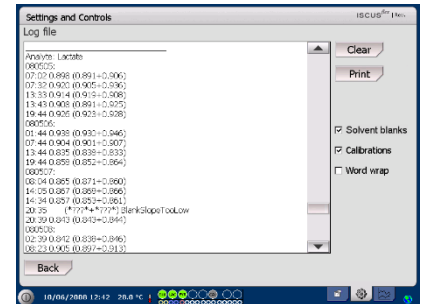 Settings and Controls
ISCUS
Log file
Analyte: Lactate
080505:
07:02 0.898 (0.891+0.906)
07:32 0.920 (0.905+0.936)
13:33 0.914 (0.919+0.908)
13:43 0.908 (0.891+0.925)
19:44 0.926 (0.923+0.928)
080506:
01:44 0.938 (0.930+0.946)
07:44 0.904 (0.901+0.907)
13:44 0.835 (0.838+0.833)
19:44 0.858 (0.852+0.864)
080507:
08:04 0.865 (0.871+0.860)
14:05 0.867 (0.868+0.866)
14:34 0.857 (0.853+0.861)
20:35 (*???*+*???*) BlankSlopeTooLow
20:39 0.843 (0.843+0.844)
080508:
02:39 0.842 (0.838+0.846)
08:23 0.905 (0.897+0.913)
Clear
Print
Solvent blanks
Calibrations
Word wrap
Back
10/06/2008 12:42 28.0 °C